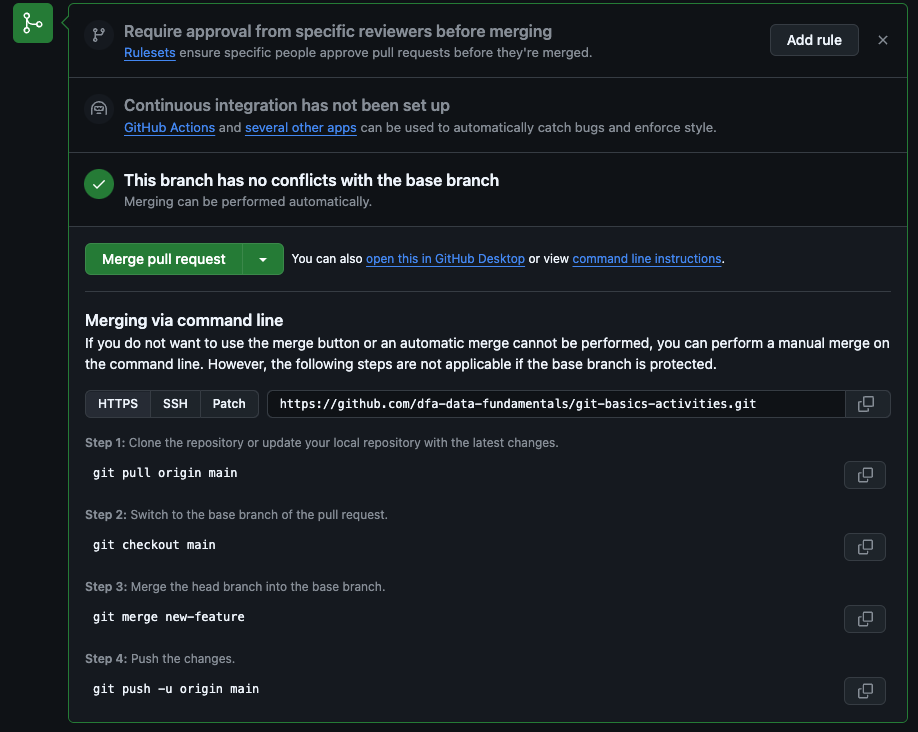 Require approval from specific reviewers before merging
Rulesets ensure specific people approve pull requests before they're merged.
Add rule
Continuous integration has not been set up
GitHub Actions and several other apps can be used to automatically catch bugs and enforce style.
This branch has no conflicts with the base branch
Merging can be performed automatically.
Merge pull request
You can also open this in GitHub Desktop or view command line instructions.
Merging via command line
If you do not want to use the merge button or an automatic merge cannot be performed, you can perform a manual merge on
the command line. However, the following steps are not applicable if the base branch is protected.
HTTPS SSH Patch https://github.com/dfa-data-fundamentals/git-basics-activities.git
Step 1: Clone the repository or update your local repository with the latest changes.
git pull origin main
Step 2: Switch to the base branch of the pull request.
git checkout main
Step 3: Merge the head branch into the base branch.
git merge new-feature
Step 4: Push the changes.
git push -u origin main